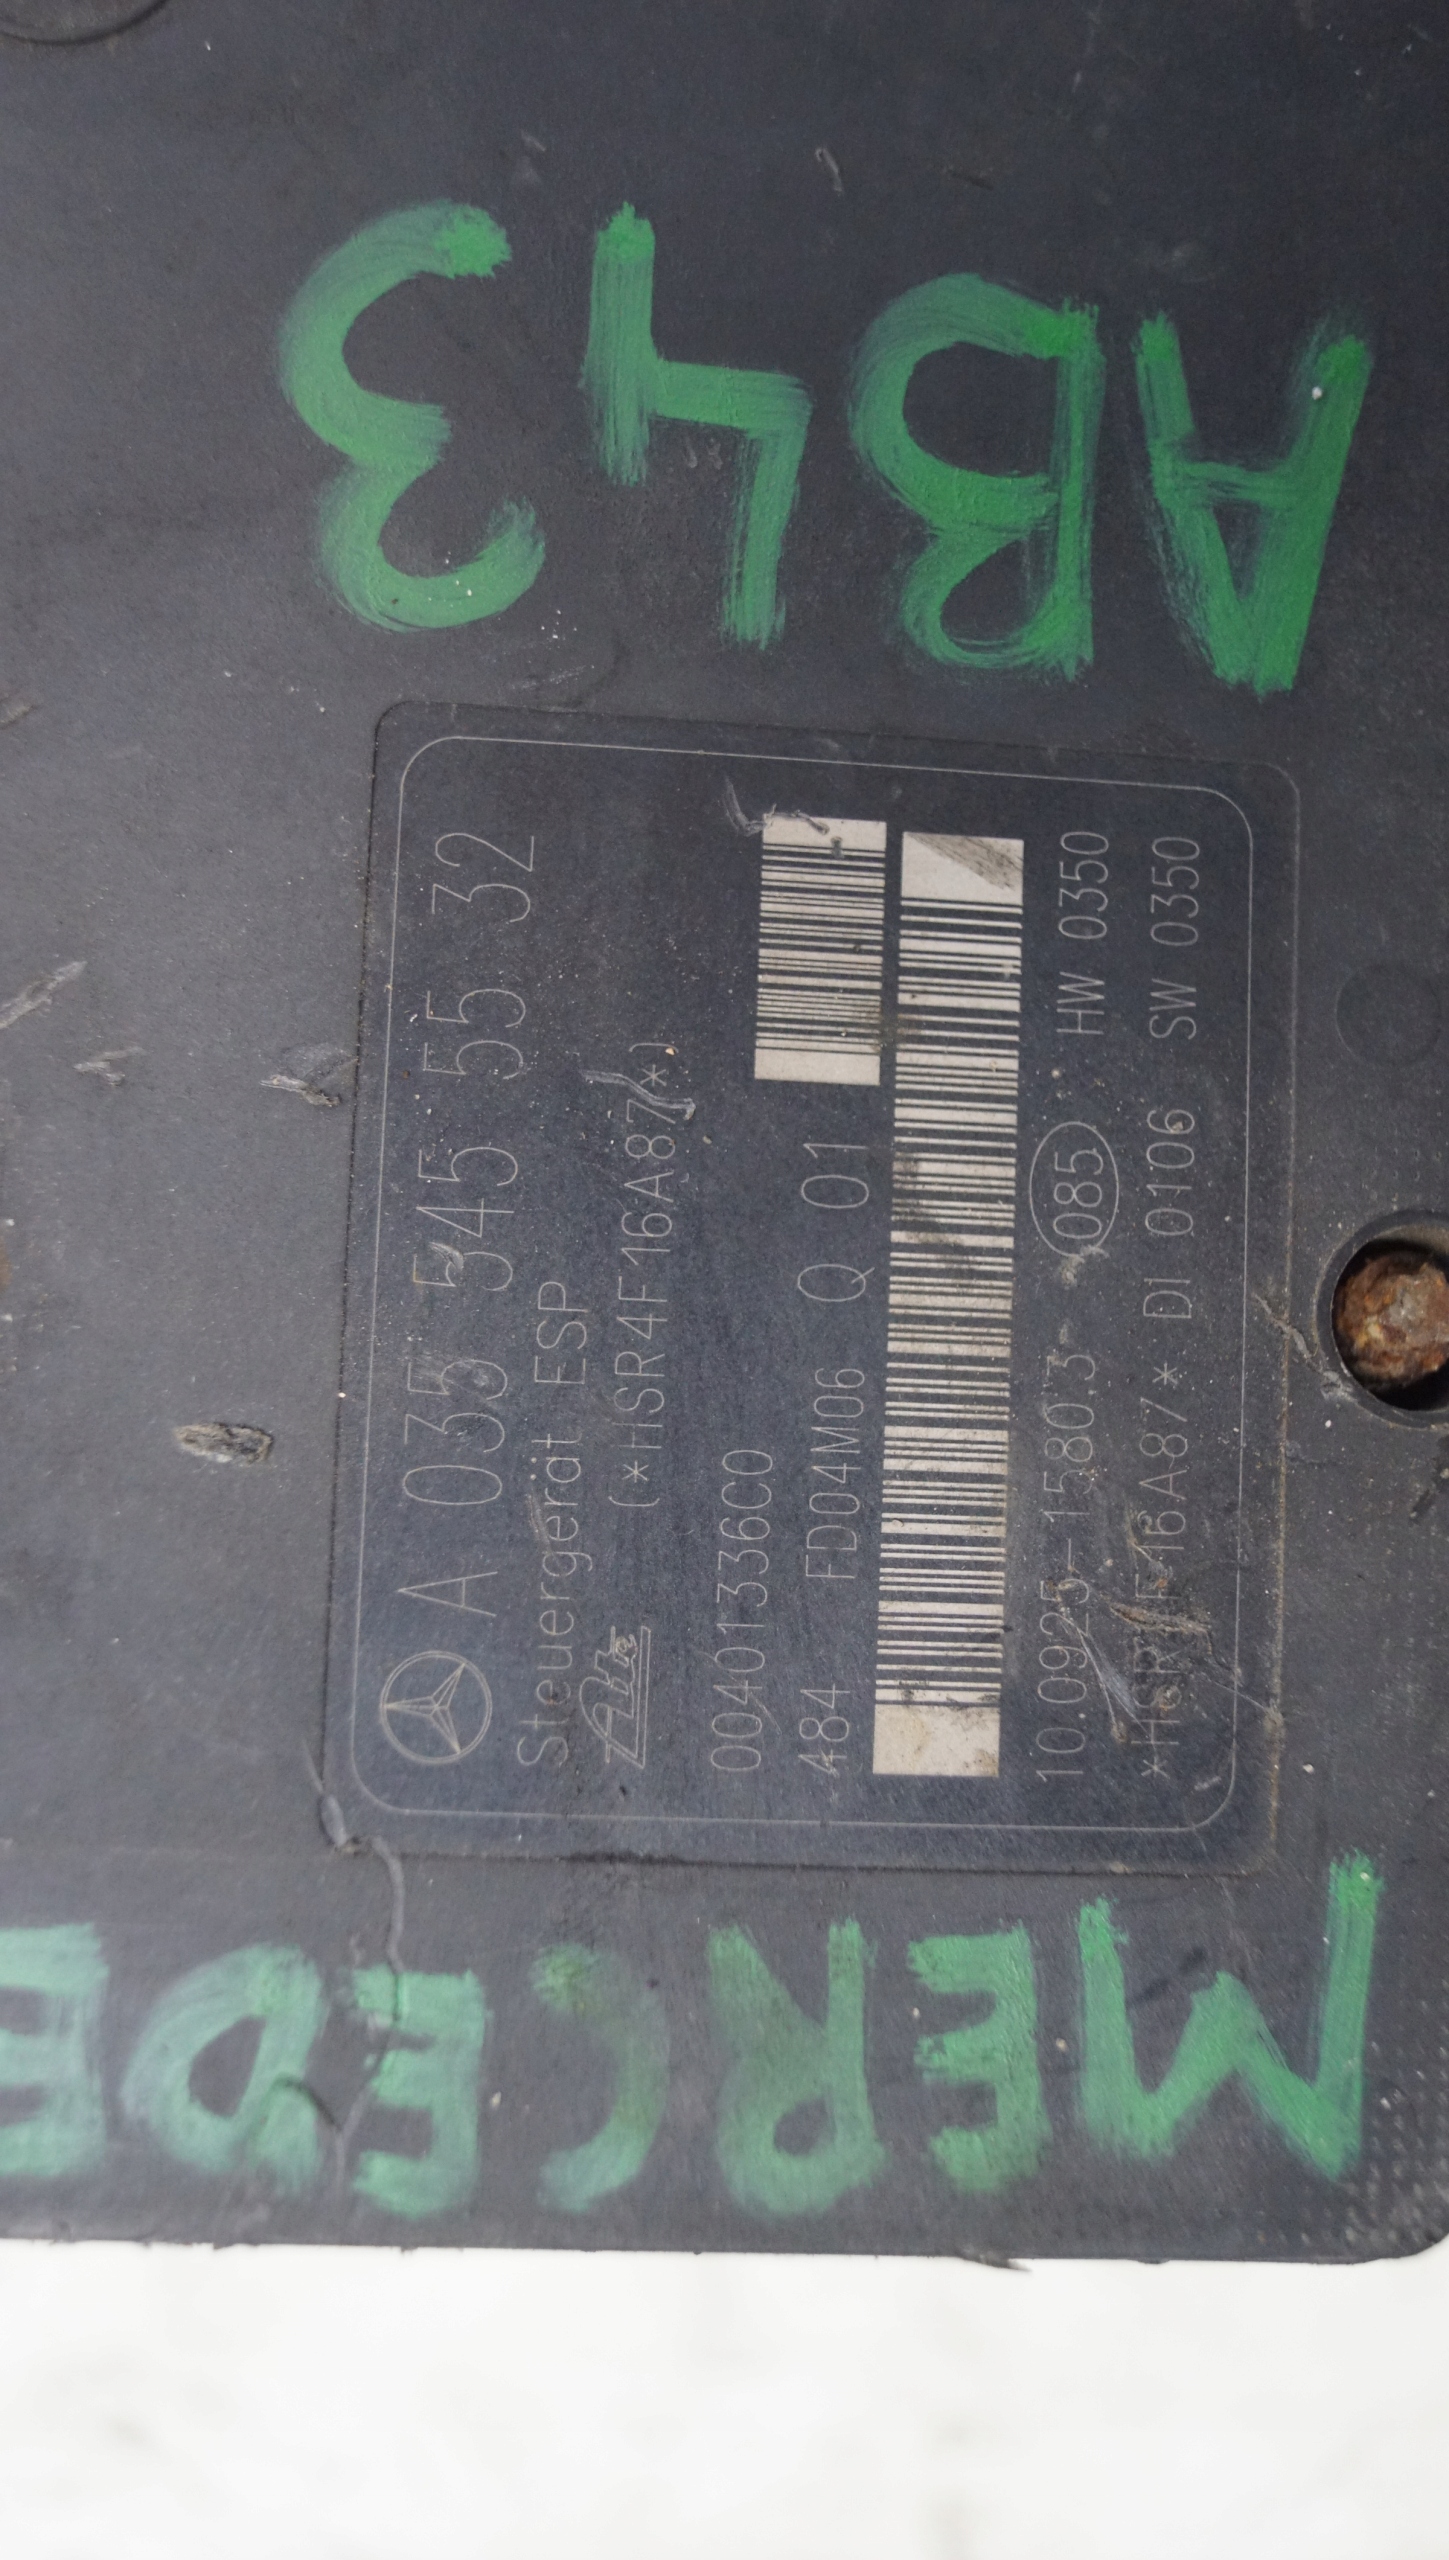 AB43
A 035 545 55 32
Steuergerät ESP
Ate (*HSR4F16A87*)
00401336C0
484 FD04M06 Q 01
10.0925-1580.3 085 HW 0350
*HSR4F16A87* DI 0106 SW 0350
MERCEDE